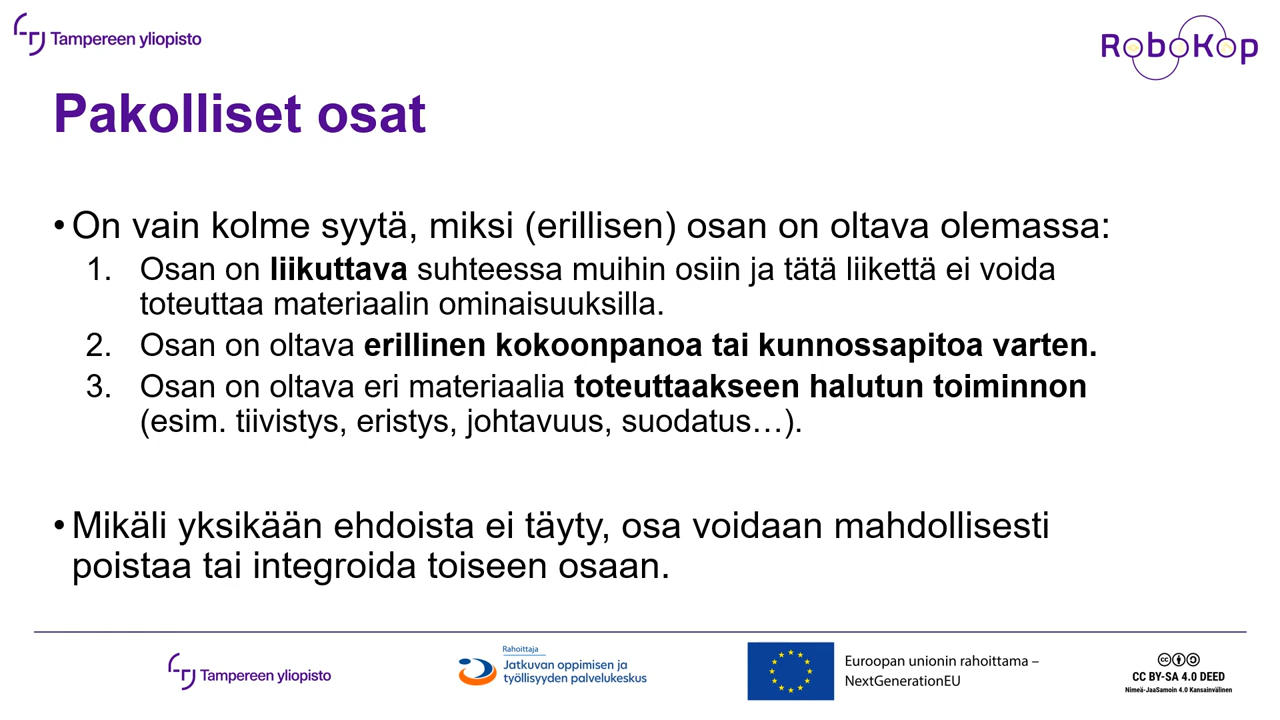 Tampereen yliopisto
RoboKop
Pakolliset osat
• On vain kolme syytä, miksi (erillisen) osan on oltava olemassa:
1. Osan on liikuttava suhteessa muihin osiin ja tätä liikettä ei voida
toteuttaa materiaalin ominaisuuksilla.
2. Osan on oltava erillinen kokoonpanoa tai kunnossapitoa varten.
3. Osan on oltava eri materiaalia toteuttaakseen halutun toiminnon
(esim. tiivistys, eristys, johtavuus, suodatus…).
• Mikäli yksikään ehdoista ei täyty, osa voidaan mahdollisesti
poistaa tai integroida toiseen osaan.
Tampereen yliopisto
Rahoittaja
Jatkuvan oppimisen ja
työllisyyden palvelukeskus
Euroopan unionin rahoittama –
NextGenerationEU
CC BY-SA 4.0 DEED
Nimeä-JaaSamoin 4.0 Kansainvälinen